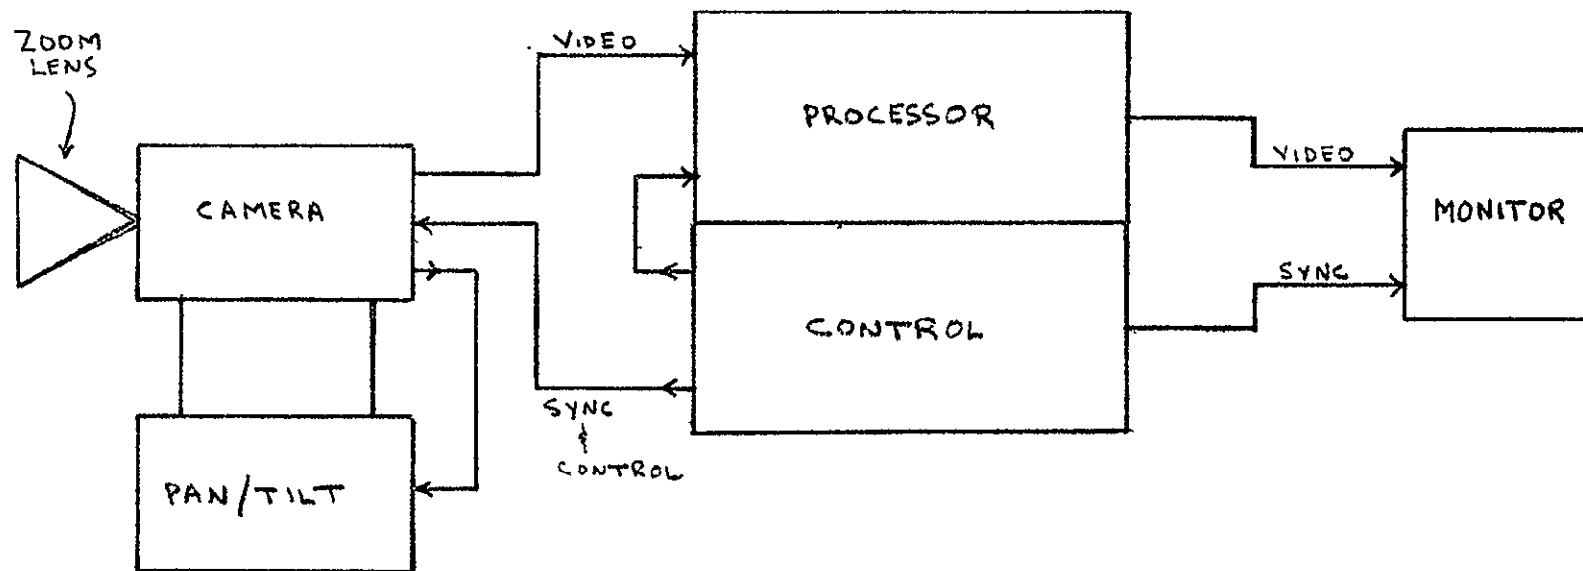 ZOOM
LENS
VIDEO
PROCESSOR
CAMERA
VIDEO
MONITOR
SYNC
CONTROL
SYNC
&
CONTROL
PAN/TILT